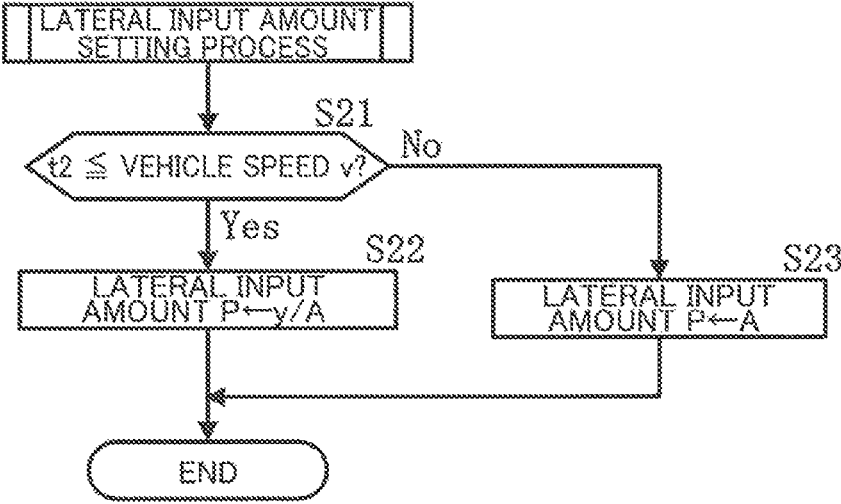 LATERAL INPUT AMOUNT
SETTING PROCESS
S21
t2 ≦ VEHICLE SPEED v?
No
Yes
S22
LATERAL INPUT
AMOUNT P←y/A
S23
LATERAL INPUT
AMOUNT P←A
END